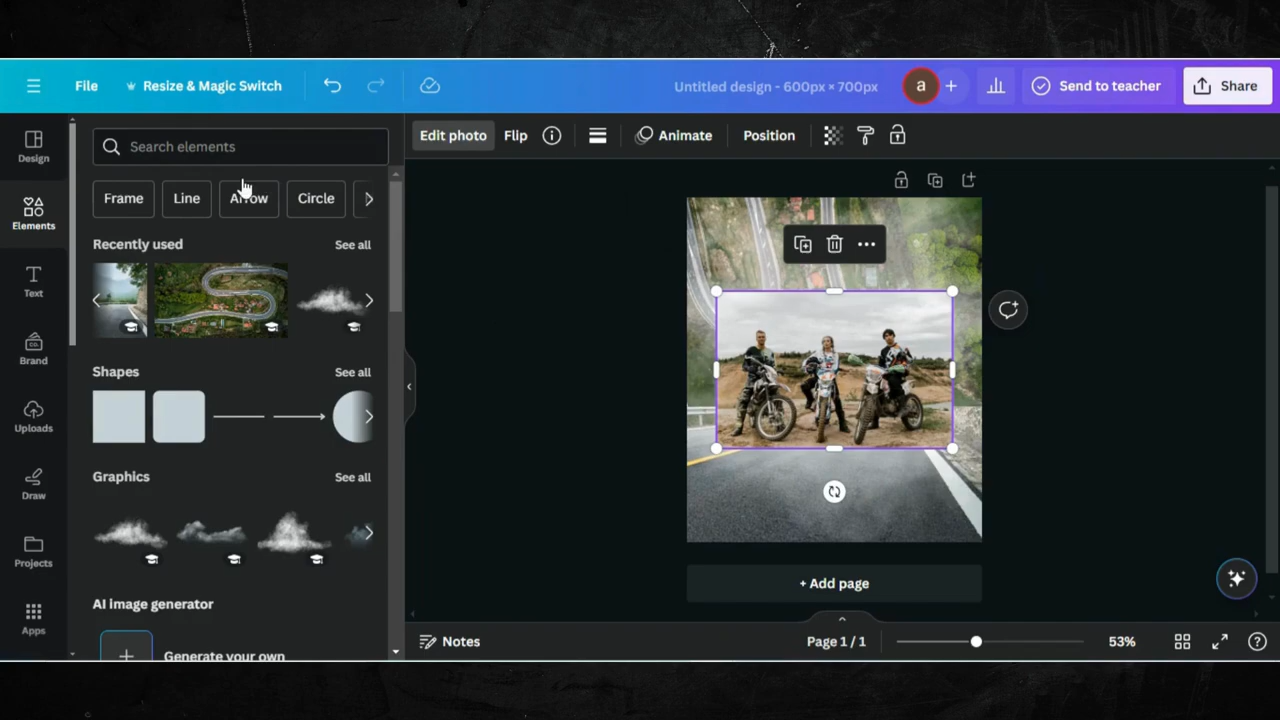 File
Resize & Magic Switch
Untitled design - 600px × 700px
a
Send to teacher
Share
Design
Elements
Text
BRAND CO.
Brand
Uploads
Draw
Projects
Apps
Search elements
Frame
Line
Arrow
Circle
Recently used
See all
Shapes
See all
Graphics
See all
AI image generator
Generate your own
Edit photo
Flip
Animate
Position
+ Add page
Notes
Page 1 / 1
53%